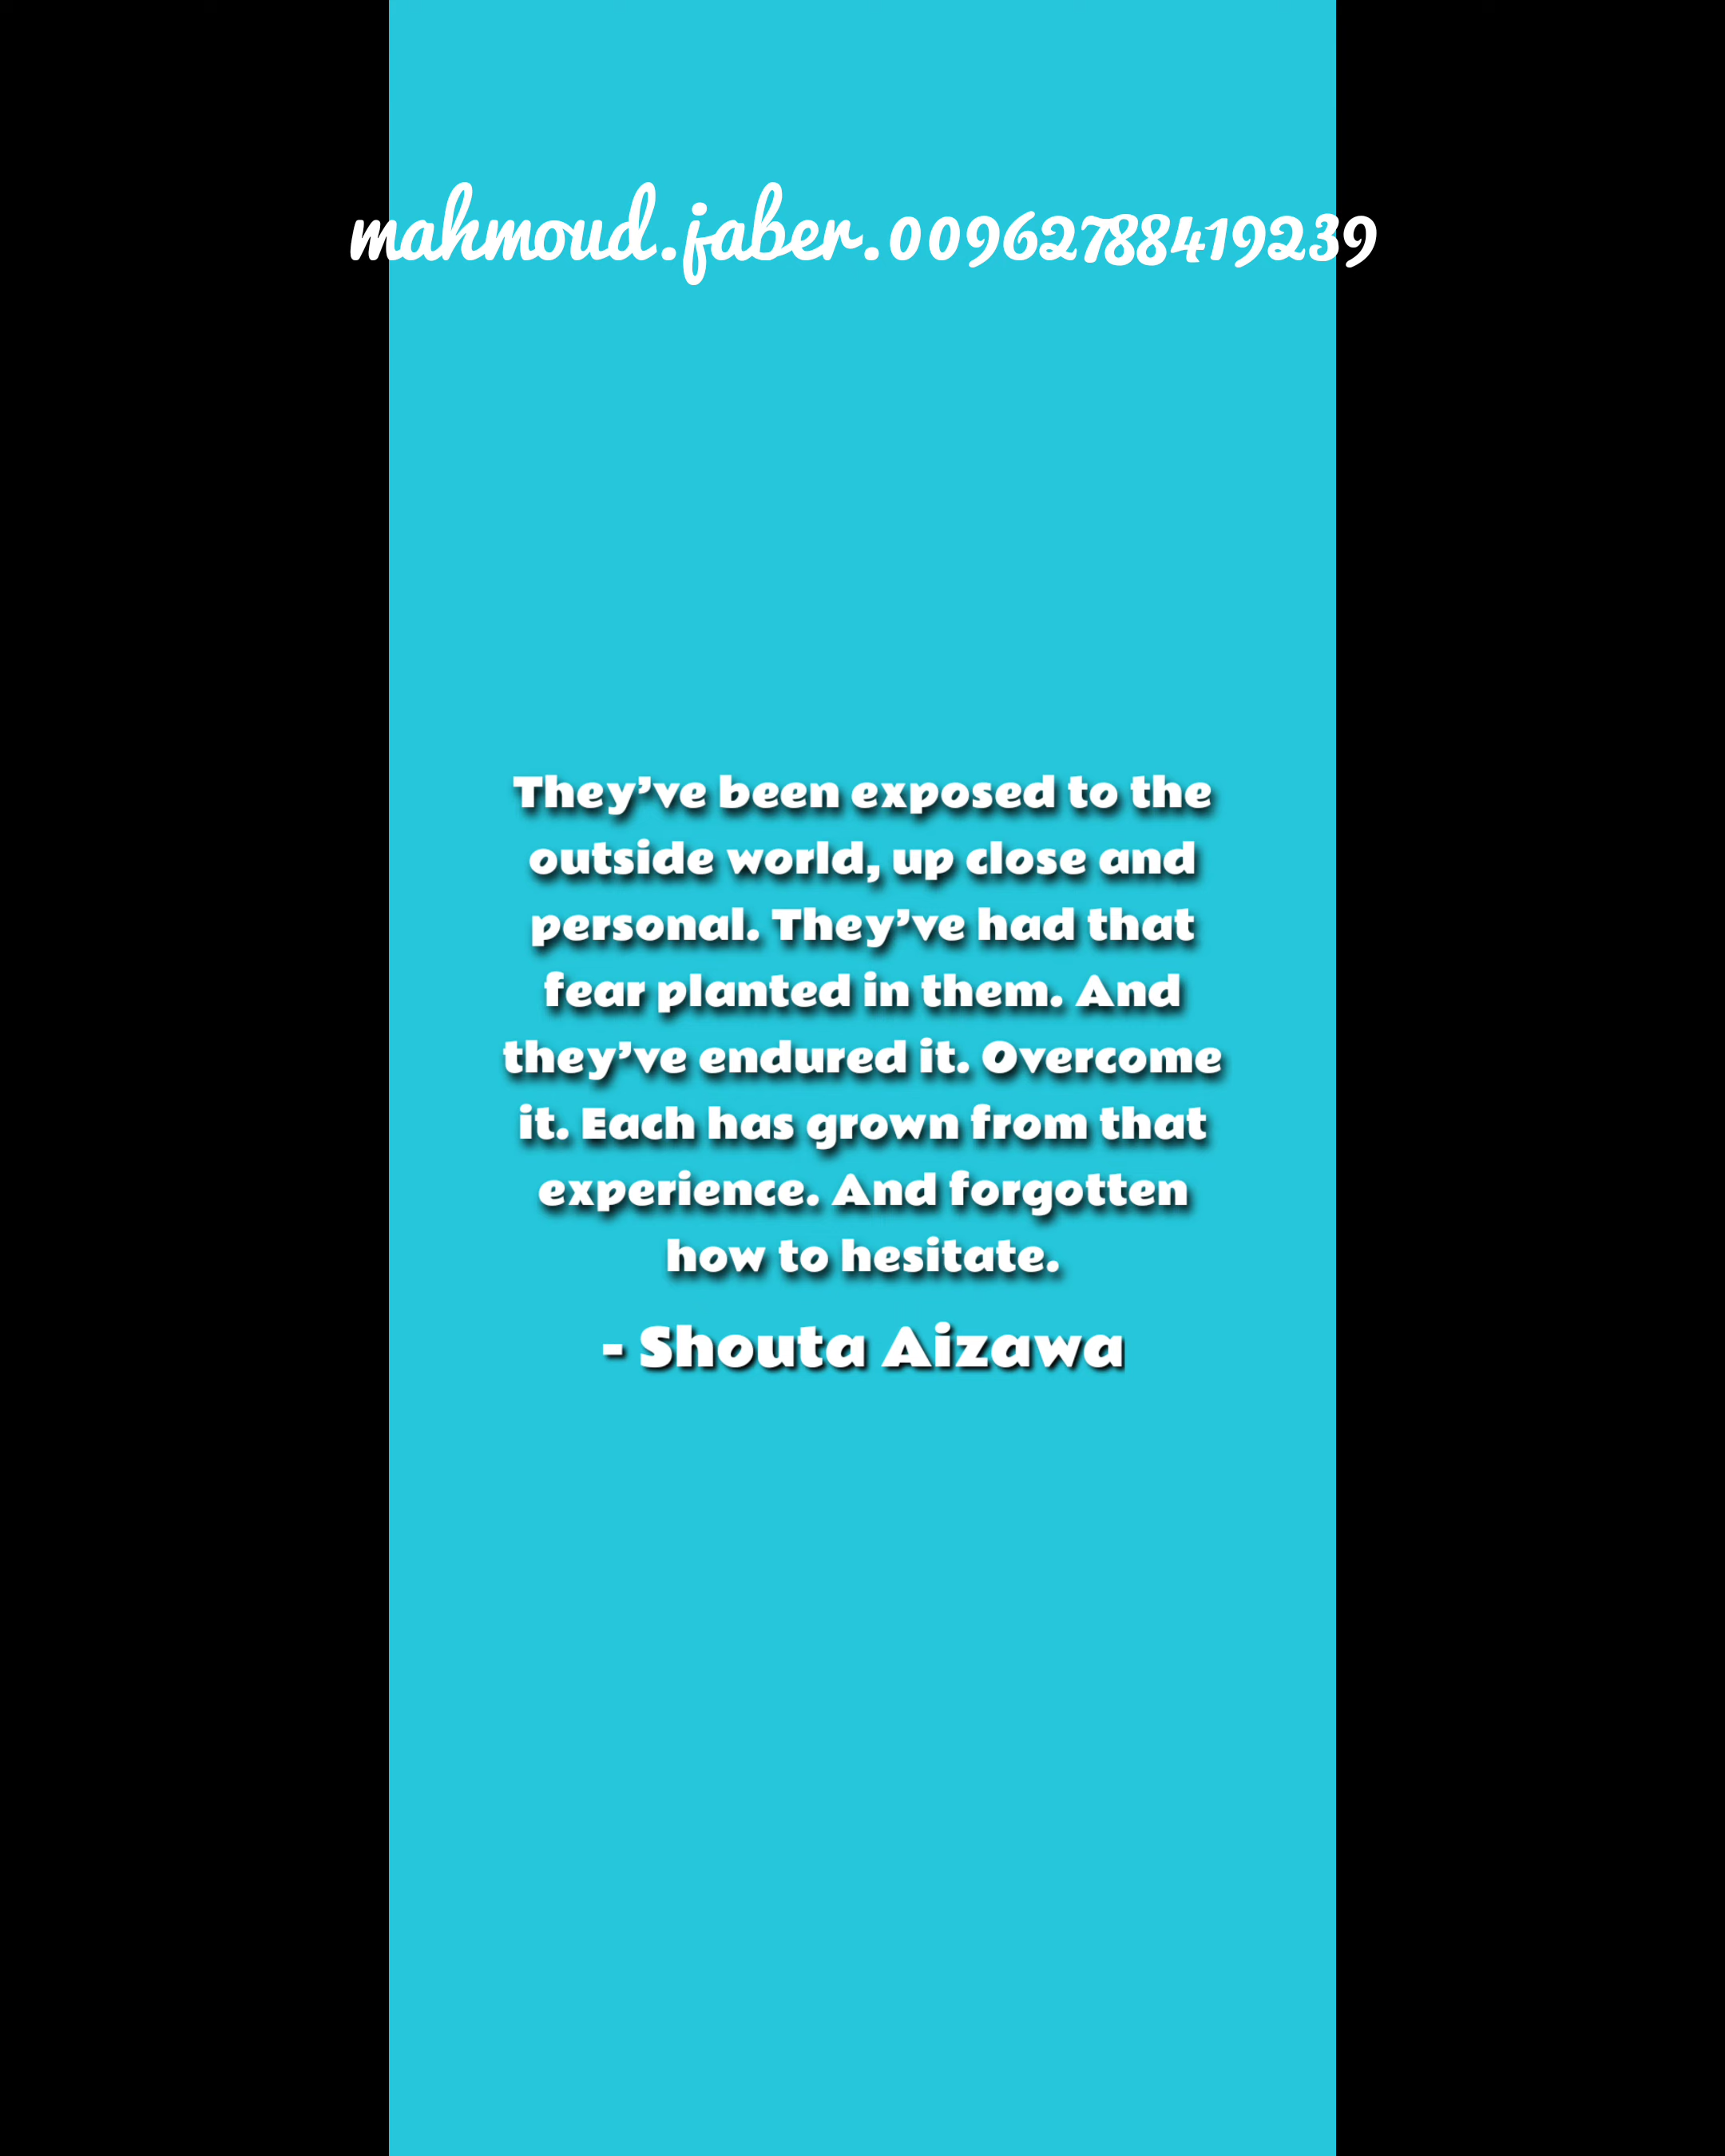 mahmoud.jaber.00962788419239
They’ve been exposed to the
outside world, up close and
personal. They’ve had that
fear planted in them. And
they’ve endured it. Overcome
it. Each has grown from that
experience. And forgotten
how to hesitate.
- Shouta Aizawa